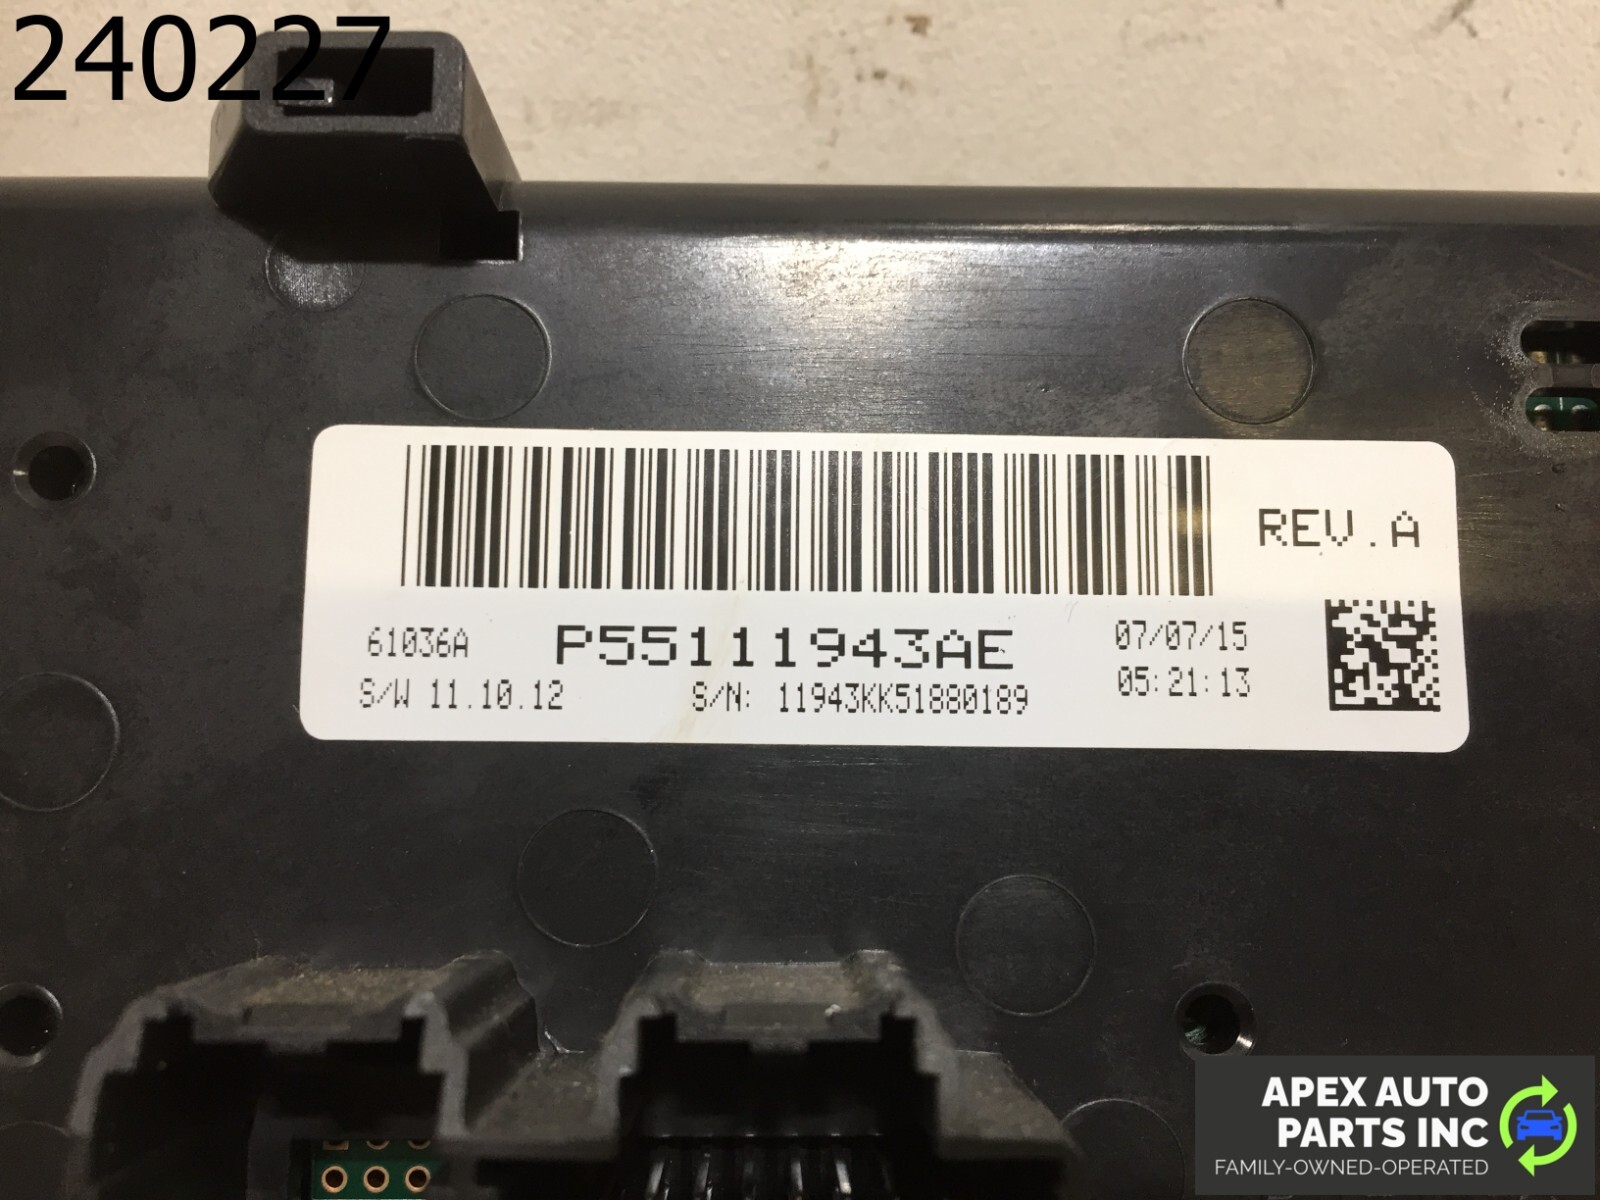 240227
REV.A
61036A P55111943AE 07/07/15
S/W 11.10.12 S/N: 11943KK51880189 05:21:13
APEX AUTO
PARTS INC
FAMILY-OWNED-OPERATED